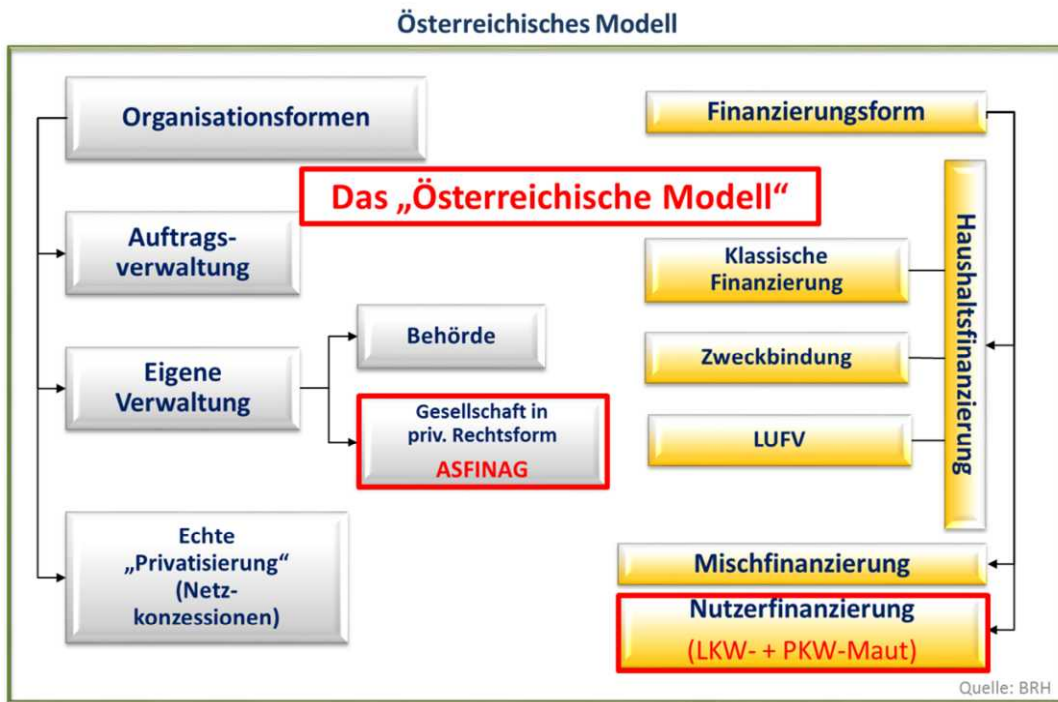 Österreichisches Modell
Organisationsformen
Finanzierungsform
Das „Österreichische Modell“
Auftrags-
verwaltung
Eigene
Verwaltung
Behörde
Gesellschaft in
priv. Rechtsform
ASFINAG
Echte
„Privatisierung“
(Netz-
konzessionen)
Klassische
Finanzierung
Zweckbindung
LUFV
Haushaltsfinanzierung
Mischfinanzierung
Nutzerfinanzierung
(LKW- + PKW-Maut)
Quelle: BRH